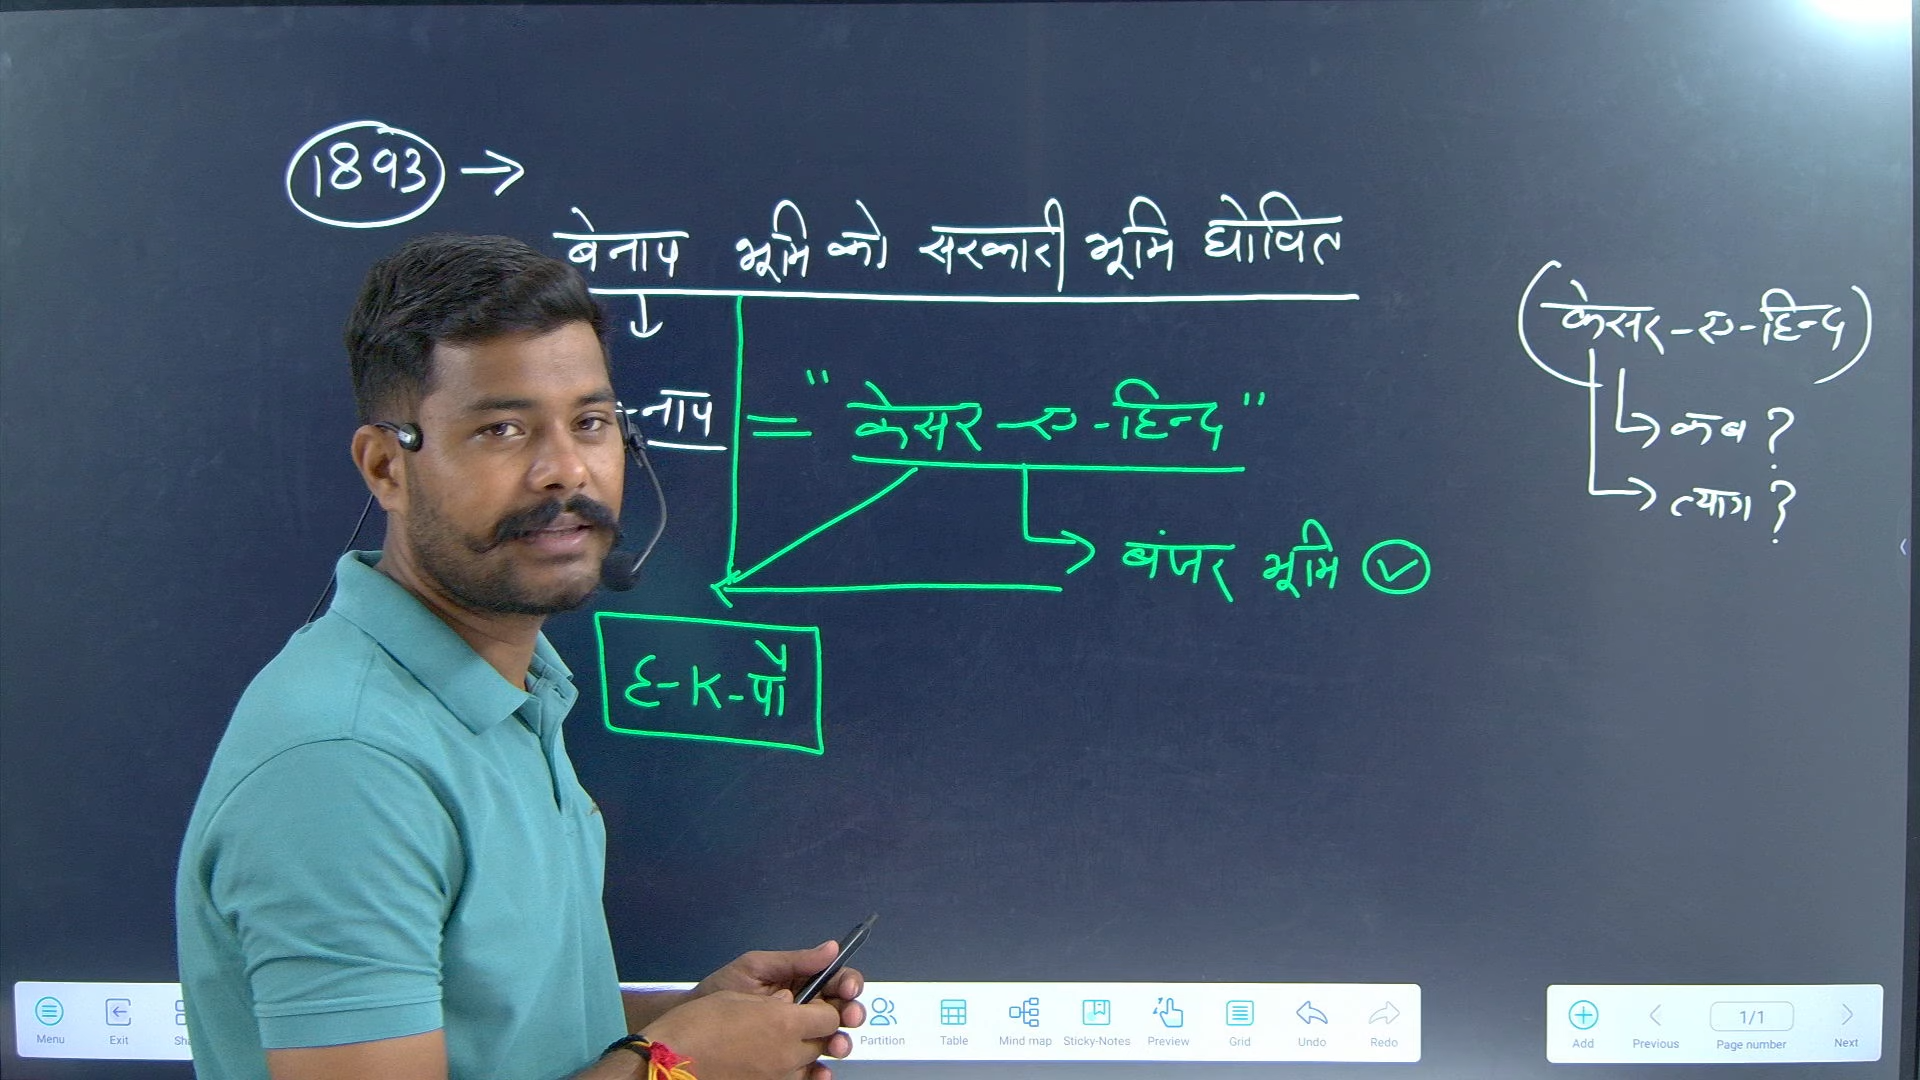 1893 →
बेनाप भूमि को सरकारी भूमि घोषित
-नाप = "केसर-ए-हिन्द"
बंजर भूमि
(केसर-ए-हिन्द)
कब ?
त्याग ?
Menu
Exit
Partition
Table
Mind map
Sticky-Notes
Preview
Grid
Undo
Redo
Add
Previous
1/1
Page number
Next